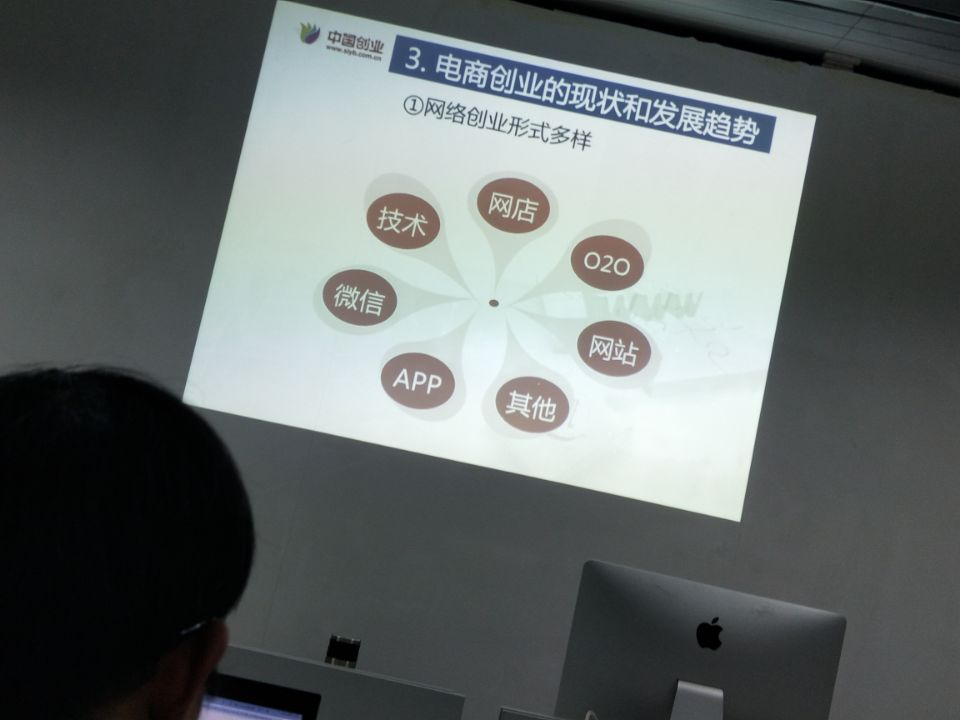 中国创业
www.siyb.com.cn
3. 电商创业的现状和发展趋势
①网络创业形式多样
网店
技术
O2O
微信
网站
APP
其他